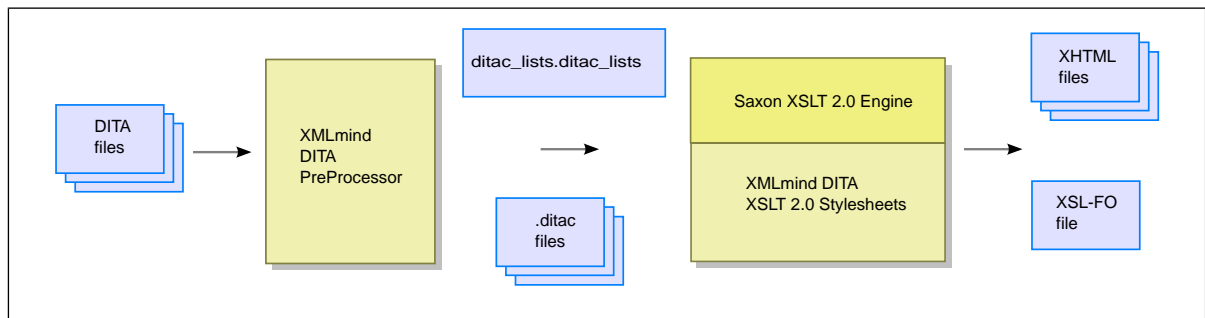 DITA
files
XMLmind
DITA
PreProcessor
ditac_lists.ditac_lists
.ditac
files
Saxon XSLT 2.0 Engine
XMLmind DITA
XSLT 2.0 Stylesheets
XHTML
files
XSL-FO
file